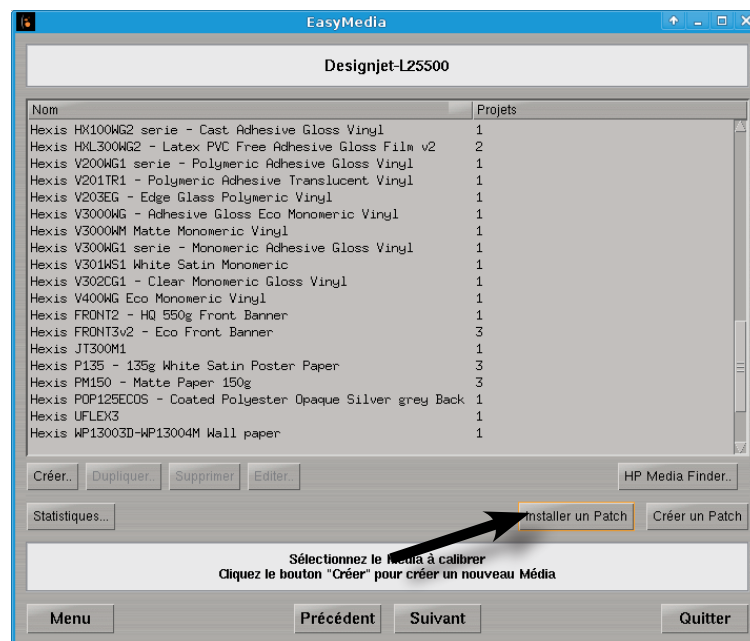 EasyMedia
Designjet-L25500
Nom Projets
Hexis HX100WG2 serie - Cast Adhesive Gloss Vinyl 1
Hexis HXL300WG2 - Latex PVC Free Adhesive Gloss Film v2 2
Hexis V200WG1 serie - Polymeric Adhesive Gloss Vinyl 1
Hexis V201TR1 - Polymeric Adhesive Translucent Vinyl 1
Hexis V203EG - Edge Glass Polymeric Vinyl 1
Hexis V3000WG - Adhesive Gloss Eco Monomeric Vinyl 1
Hexis V3000WM Matte Monomeric Vinyl 1
Hexis V300WG1 serie - Monomeric Adhesive Gloss Vinyl 1
Hexis V301WS1 White Satin Monomeric 1
Hexis V302CG1 - Clear Monomeric Gloss Vinyl 1
Hexis V400WG Eco Monomeric Vinyl 1
Hexis FRONT2 - HQ 550g Front Banner 1
Hexis FRONT3v2 - Eco Front Banner 3
Hexis JT300M1 1
Hexis P135 - 135g White Satin Poster Paper 3
Hexis PM150 - Matte Paper 150g 3
Hexis POP125ECOS - Coated Polyester Opaque Silver grey Back 1
Hexis UFLEX3 1
Hexis WP13003D-WP13004M Wall paper 1
Créer.. Dupliquer.. Supprimer Editer.. HP Media Finder..
Statistiques... Installer un Patch Créer un Patch
Sélectionnez le Média à calibrer
Cliquez le bouton "Créer" pour créer un nouveau Média
Menu Précédent Suivant Quitter